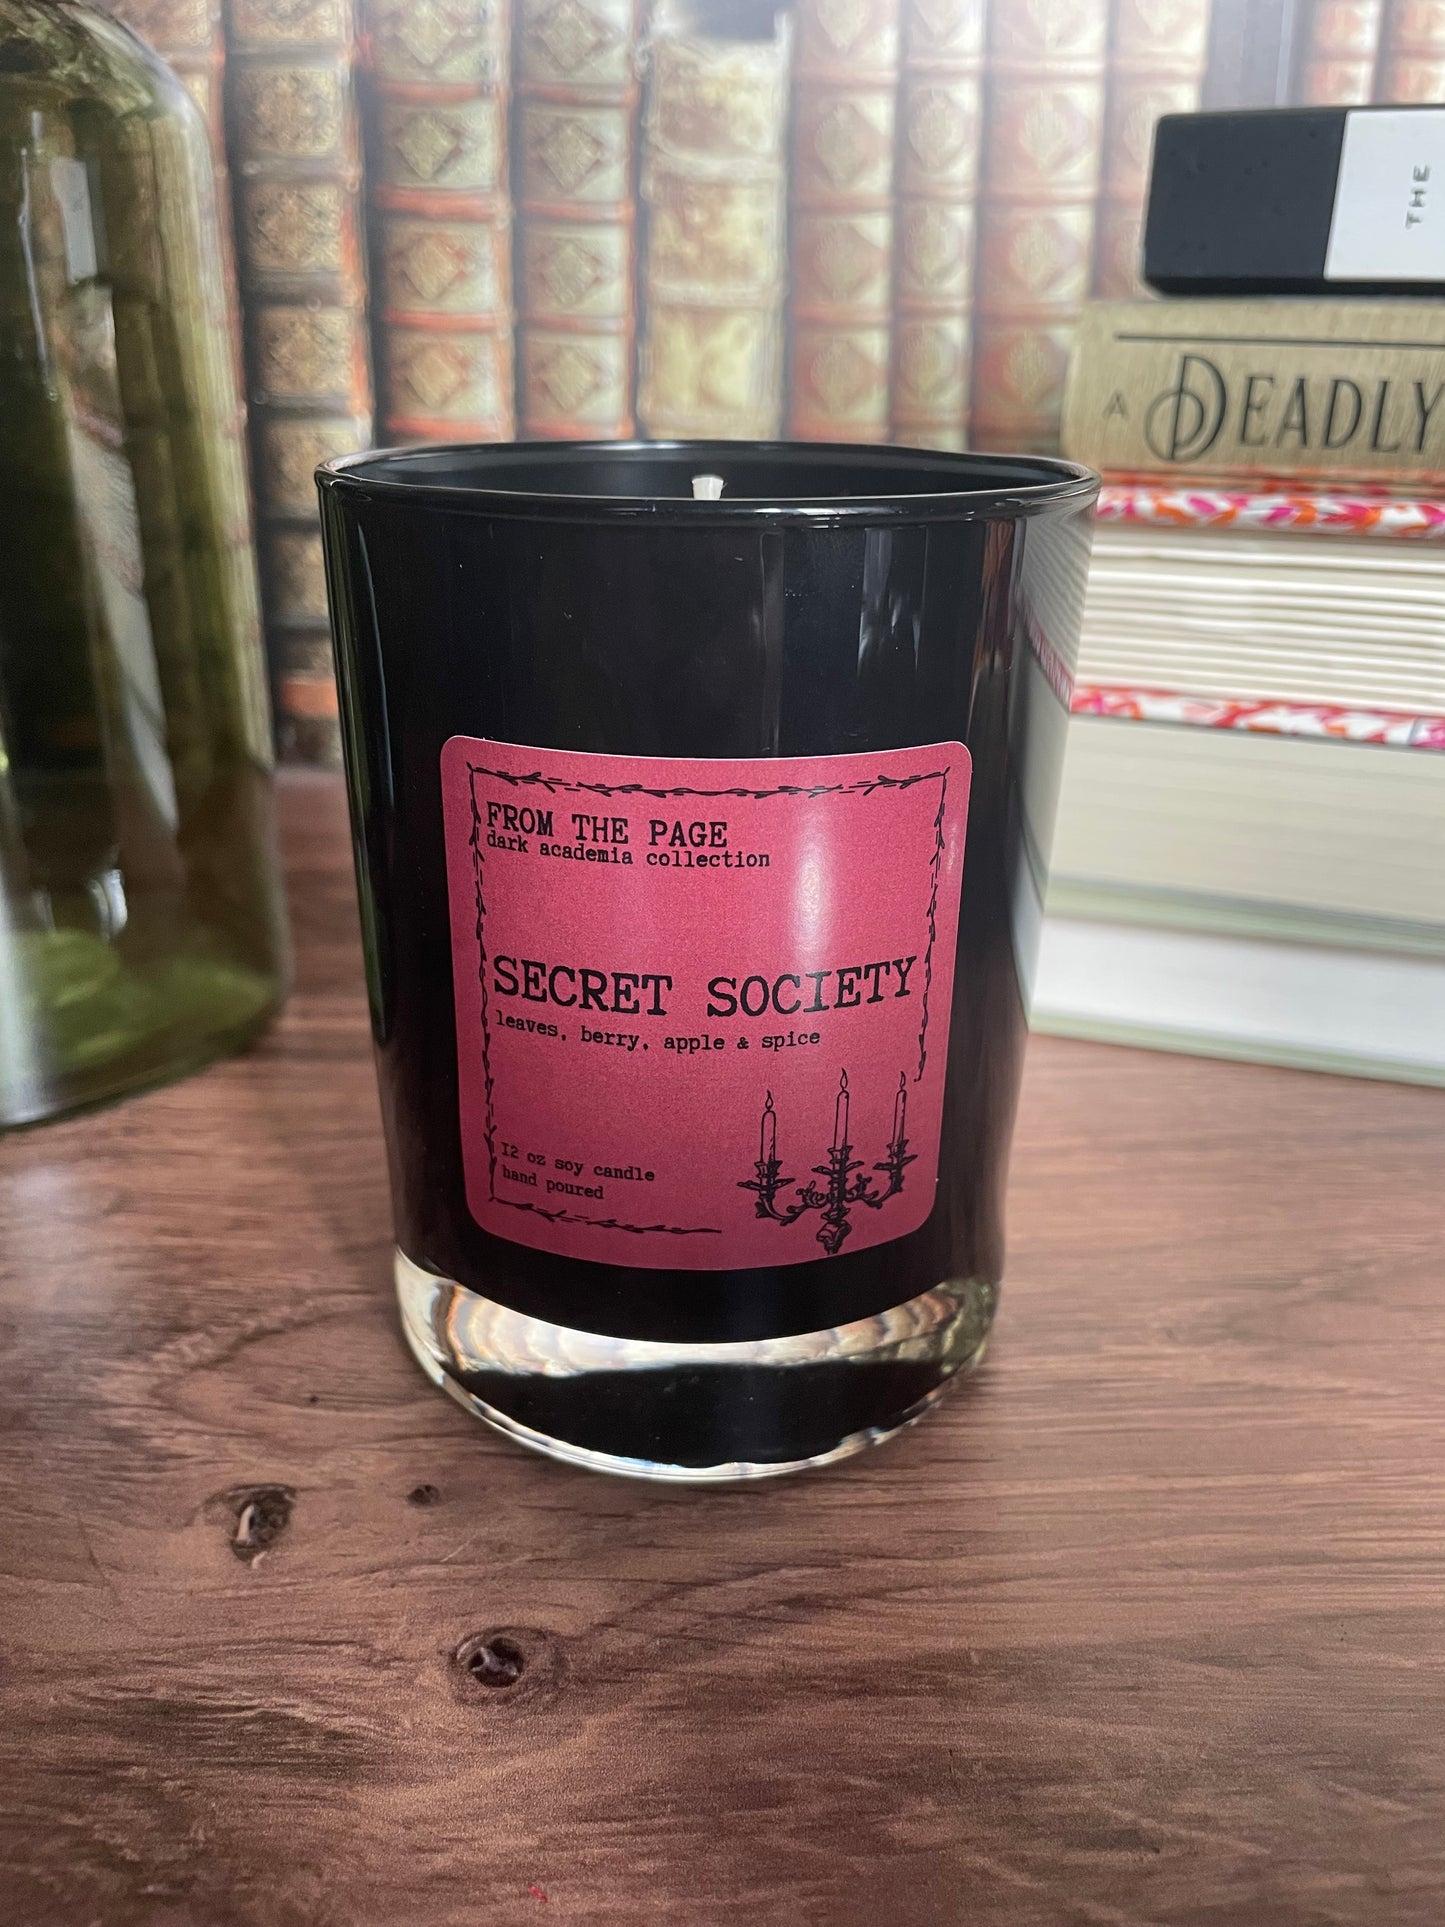 THE
A DEADLY
FROM THE PAGE
dark academia collection
SECRET SOCIETY
leaves, berry, apple & spice
12 oz soy candle
hand poured